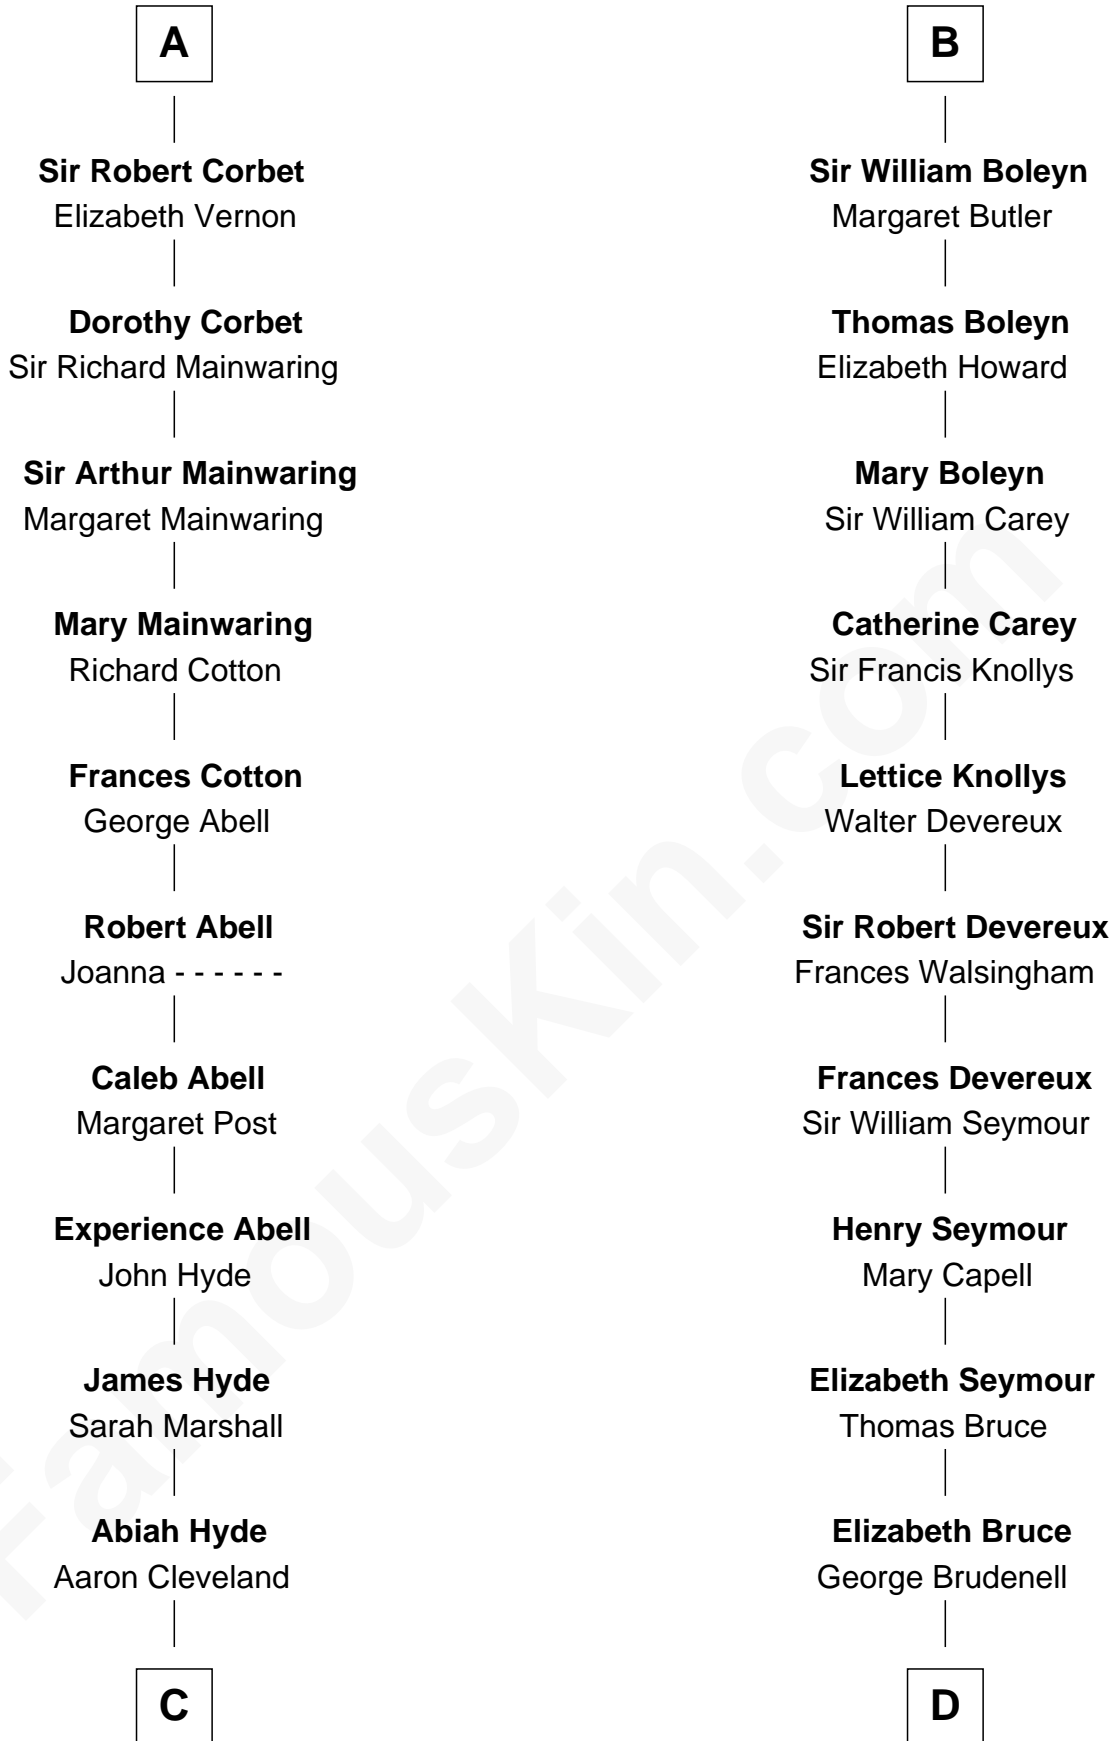 A
Sir Robert Corbet
Elizabeth Vernon
Dorothy Corbet
Sir Richard Mainwaring
Sir Arthur Mainwaring
Margaret Mainwaring
Mary Mainwaring
Richard Cotton
Frances Cotton
George Abell
Robert Abell
Joanna - - - - - -
Caleb Abell
Margaret Post
Experience Abell
John Hyde
James Hyde
Sarah Marshall
Abiah Hyde
Aaron Cleveland
C
B
Sir William Boleyn
Margaret Butler
Thomas Boleyn
Elizabeth Howard
Mary Boleyn
Sir William Carey
Catherine Carey
Sir Francis Knollys
Lettice Knollys
Walter Devereux
Sir Robert Devereux
Frances Walsingham
Frances Devereux
Sir William Seymour
Henry Seymour
Mary Capell
Elizabeth Seymour
Thomas Bruce
Elizabeth Bruce
George Brudenell
D
FamousKin.com